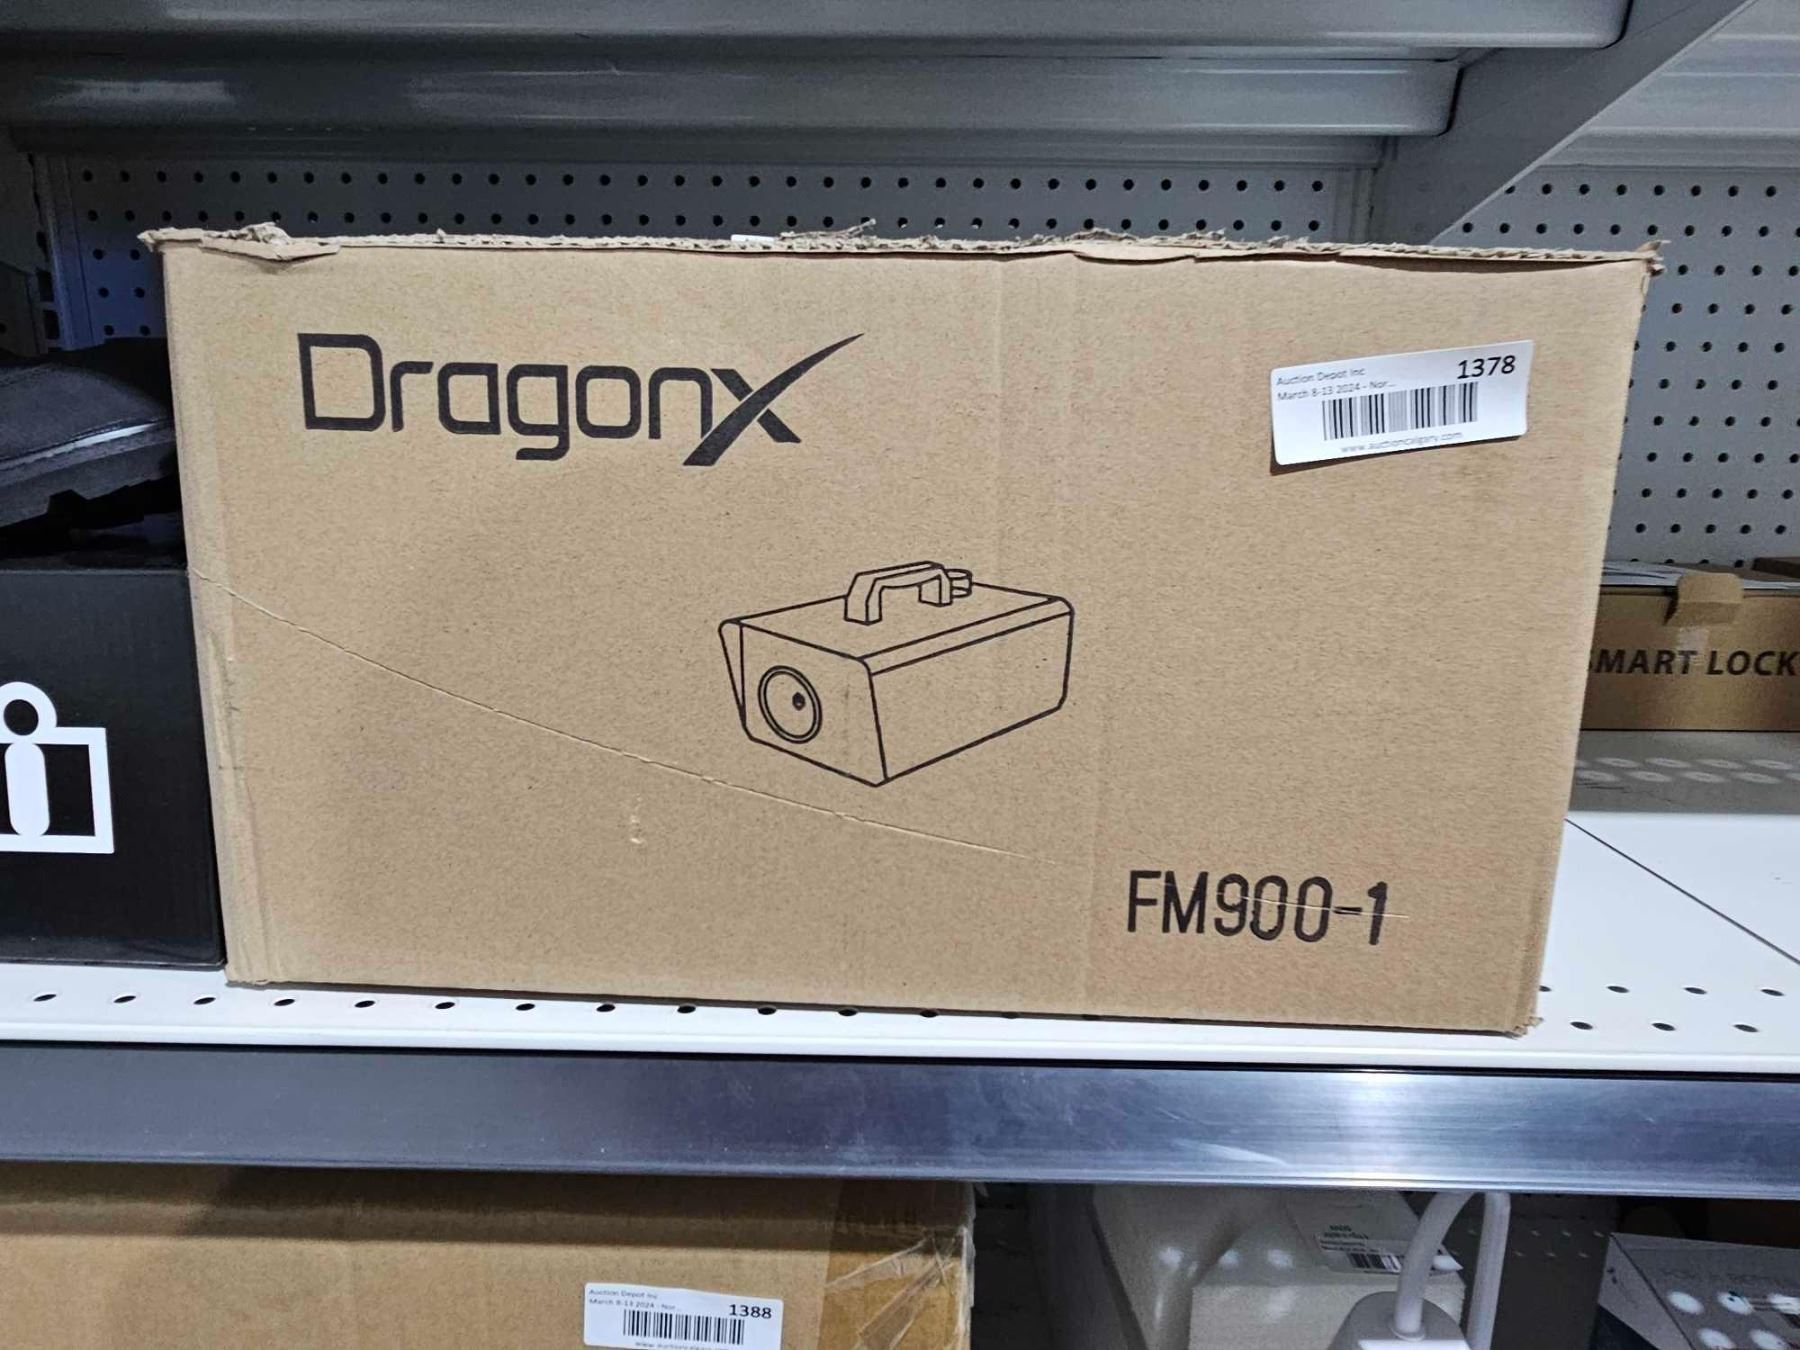 DragonX
Auction Depot Inc
1378
March 8-13 2024 - Nor...
www.auctioncalgary.com
SMART LOCK
FM900-1
Auction Depot Inc
March 8-13 2024 - Nor...
1388